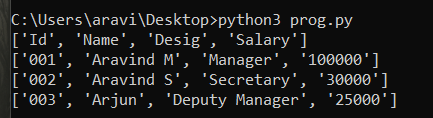 C:\Users\aravi\Desktop>python3 prog.py
['Id', 'Name', 'Desig', 'Salary']
['001', 'Aravind M', 'Manager', '100000']
['002', 'Aravind S', 'Secretary', '30000']
['003', 'Arjun', 'Deputy Manager', '25000']